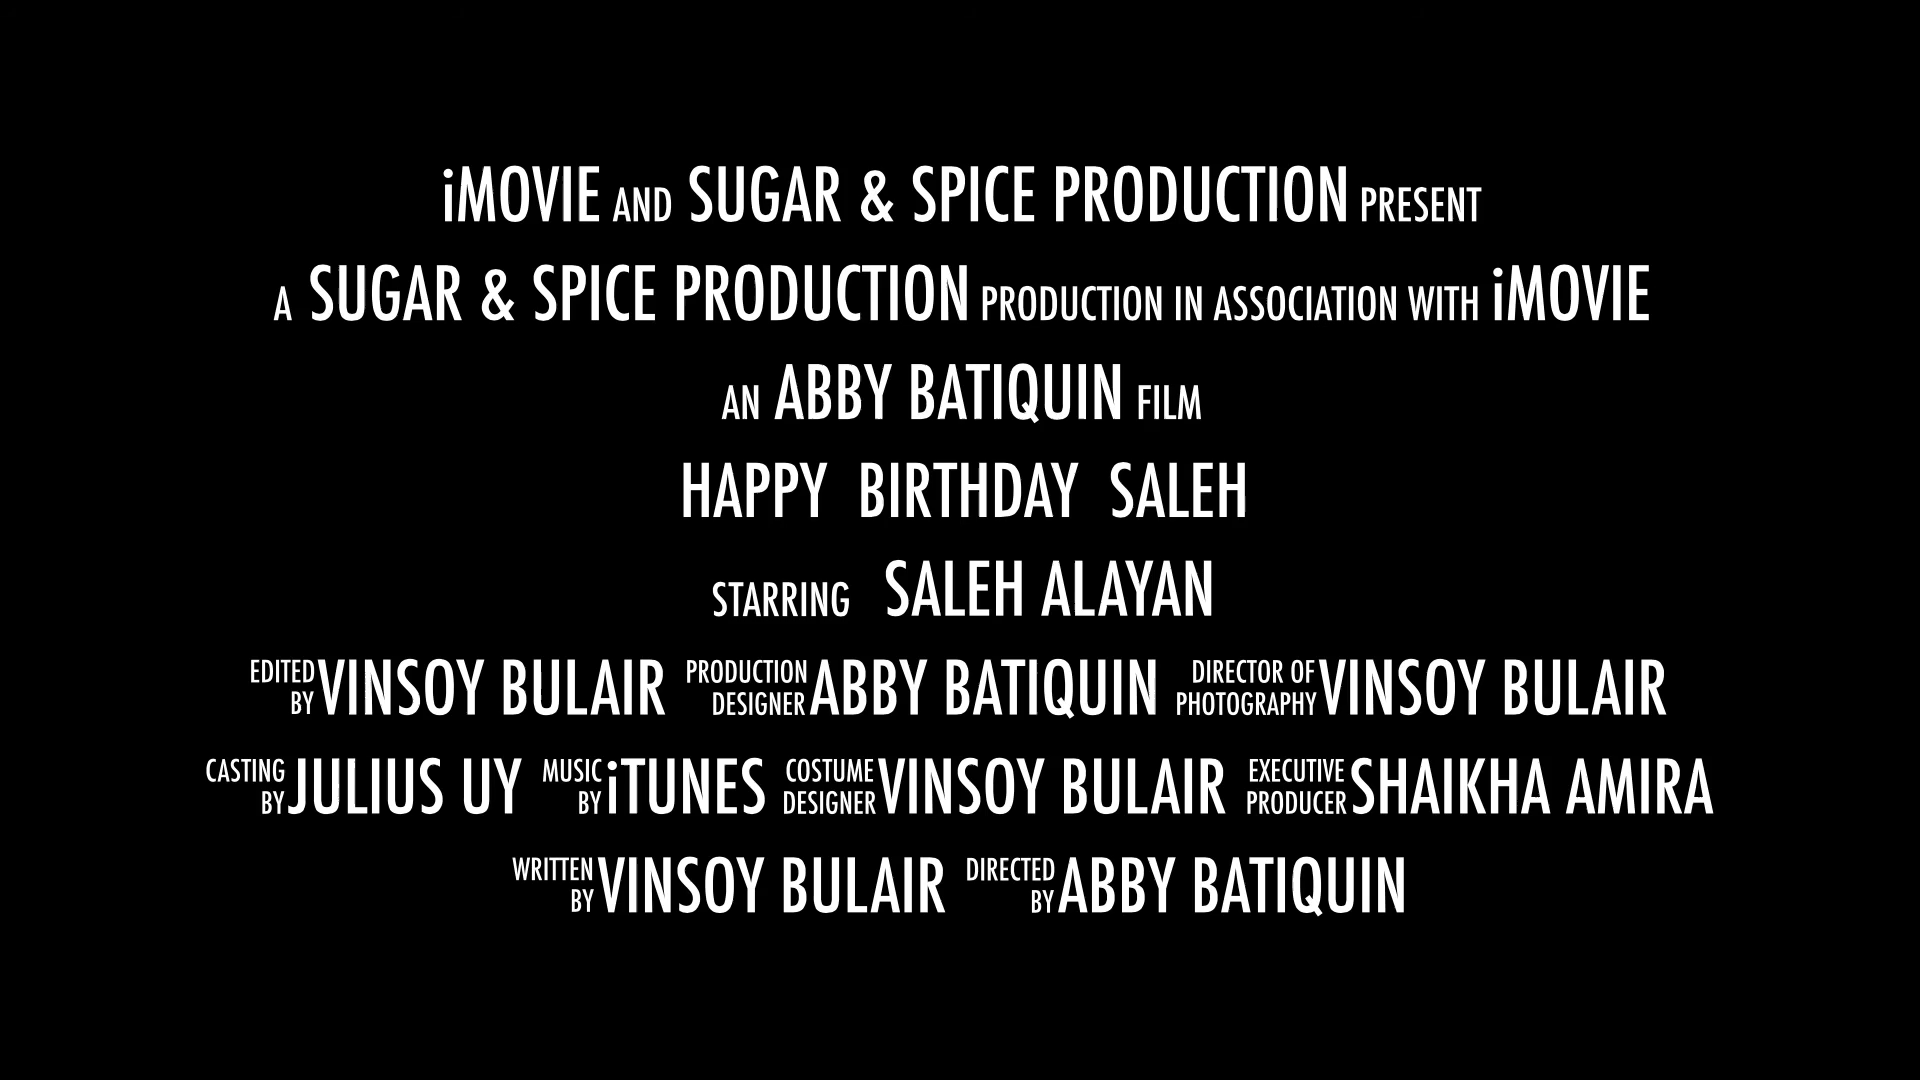 iMOVIE AND SUGAR & SPICE PRODUCTION PRESENT
A SUGAR & SPICE PRODUCTION PRODUCTION IN ASSOCIATION WITH iMOVIE
AN ABBY BATIQUIN FILM
HAPPY BIRTHDAY SALEH
STARRING SALEH ALAYAN
EDITED BY VINSOY BULAIR PRODUCTION DESIGNER ABBY BATIQUIN DIRECTOR OF PHOTOGRAPHY VINSOY BULAIR
CASTING BY JULIUS UY MUSIC BY iTUNES COSTUME DESIGNER VINSOY BULAIR EXECUTIVE PRODUCER SHAIKHA AMIRA
WRITTEN BY VINSOY BULAIR DIRECTED BY ABBY BATIQUIN